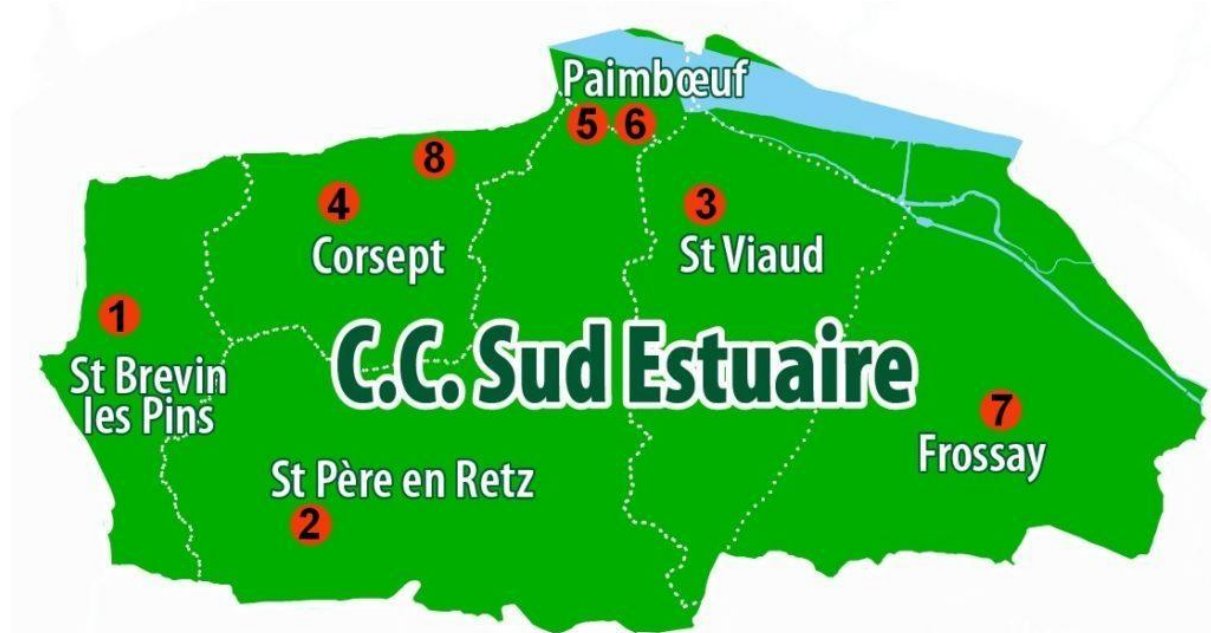 Paimbœuf
5 6
8
4
3
Corsept
St Viaud
1
C.C. Sud Estuaire
St Brevin
les Pins
7
Frossay
St Père en Retz
2